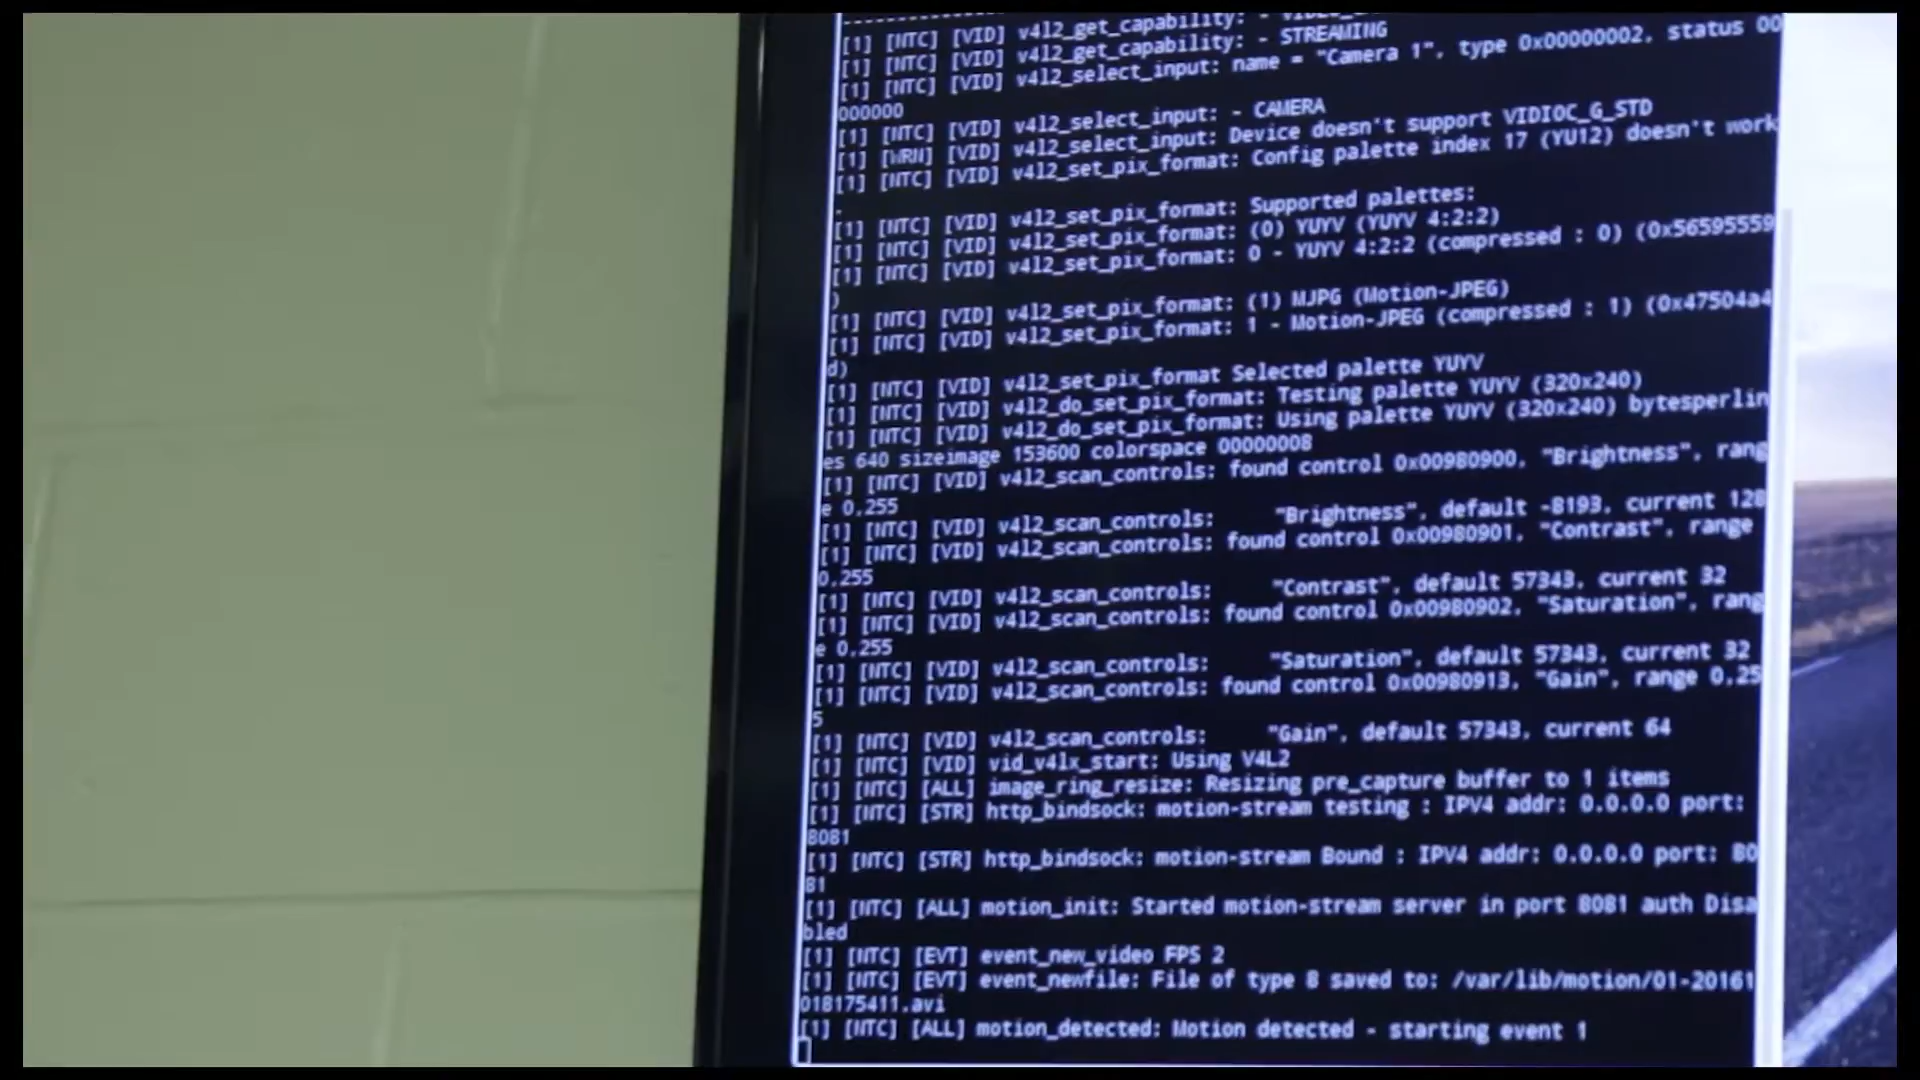 [1] [NTC] [VID] v4l2_get_capability: - 
[1] [NTC] [VID] v4l2_get_capability: - STREAMING
[1] [NTC] [VID] v4l2_select_input: name = "Camera 1", type 0x00000002, status 00
000000
[1] [NTC] [VID] v4l2_select_input: - CAMERA
[1] [WRN] [VID] v4l2_select_input: Device doesn't support VIDIOC_G_STD
[1] [NTC] [VID] v4l2_set_pix_format: Config palette index 17 (YU12) doesn't work
.
[1] [NTC] [VID] v4l2_set_pix_format: Supported palettes:
[1] [NTC] [VID] v4l2_set_pix_format: (0) YUYV (YUYV 4:2:2)
[1] [NTC] [VID] v4l2_set_pix_format: 0 - YUYV 4:2:2 (compressed : 0) (0x56595559
)
[1] [NTC] [VID] v4l2_set_pix_format: (1) MJPG (Motion-JPEG)
[1] [NTC] [VID] v4l2_set_pix_format: 1 - Motion-JPEG (compressed : 1) (0x47504a4
d)
[1] [NTC] [VID] v4l2_set_pix_format Selected palette YUYV
[1] [NTC] [VID] v4l2_do_set_pix_format: Testing palette YUYV (320x240)
[1] [NTC] [VID] v4l2_do_set_pix_format: Using palette YUYV (320x240) bytesperlin
es 640 sizeimage 153600 colorspace 00000008
[1] [NTC] [VID] v4l2_scan_controls: found control 0x00980900, "Brightness", rang
e 0,255
[1] [NTC] [VID] v4l2_scan_controls: "Brightness", default -8193, current 128
[1] [NTC] [VID] v4l2_scan_controls: found control 0x00980901, "Contrast", range
0,255
[1] [NTC] [VID] v4l2_scan_controls: "Contrast", default 57343, current 32
[1] [NTC] [VID] v4l2_scan_controls: found control 0x00980902, "Saturation", rang
e 0,255
[1] [NTC] [VID] v4l2_scan_controls: "Saturation", default 57343, current 32
[1] [NTC] [VID] v4l2_scan_controls: found control 0x00980913, "Gain", range 0,25
5
[1] [NTC] [VID] v4l2_scan_controls: "Gain", default 57343, current 64
[1] [NTC] [VID] vid_v4lx_start: Using V4L2
[1] [NTC] [ALL] image_ring_resize: Resizing pre_capture buffer to 1 items
[1] [NTC] [STR] http_bindsock: motion-stream testing : IPV4 addr: 0.0.0.0 port:
8081
[1] [NTC] [STR] http_bindsock: motion-stream Bound : IPV4 addr: 0.0.0.0 port: 80
81
[1] [NTC] [ALL] motion_init: Started motion-stream server in port 8081 auth Disa
bled
[1] [NTC] [EVT] event_new_video FPS 2
[1] [NTC] [EVT] event_newfile: File of type 8 saved to: /var/lib/motion/01-20161
018175411.avi
[1] [NTC] [ALL] motion_detected: Motion detected - starting event 1